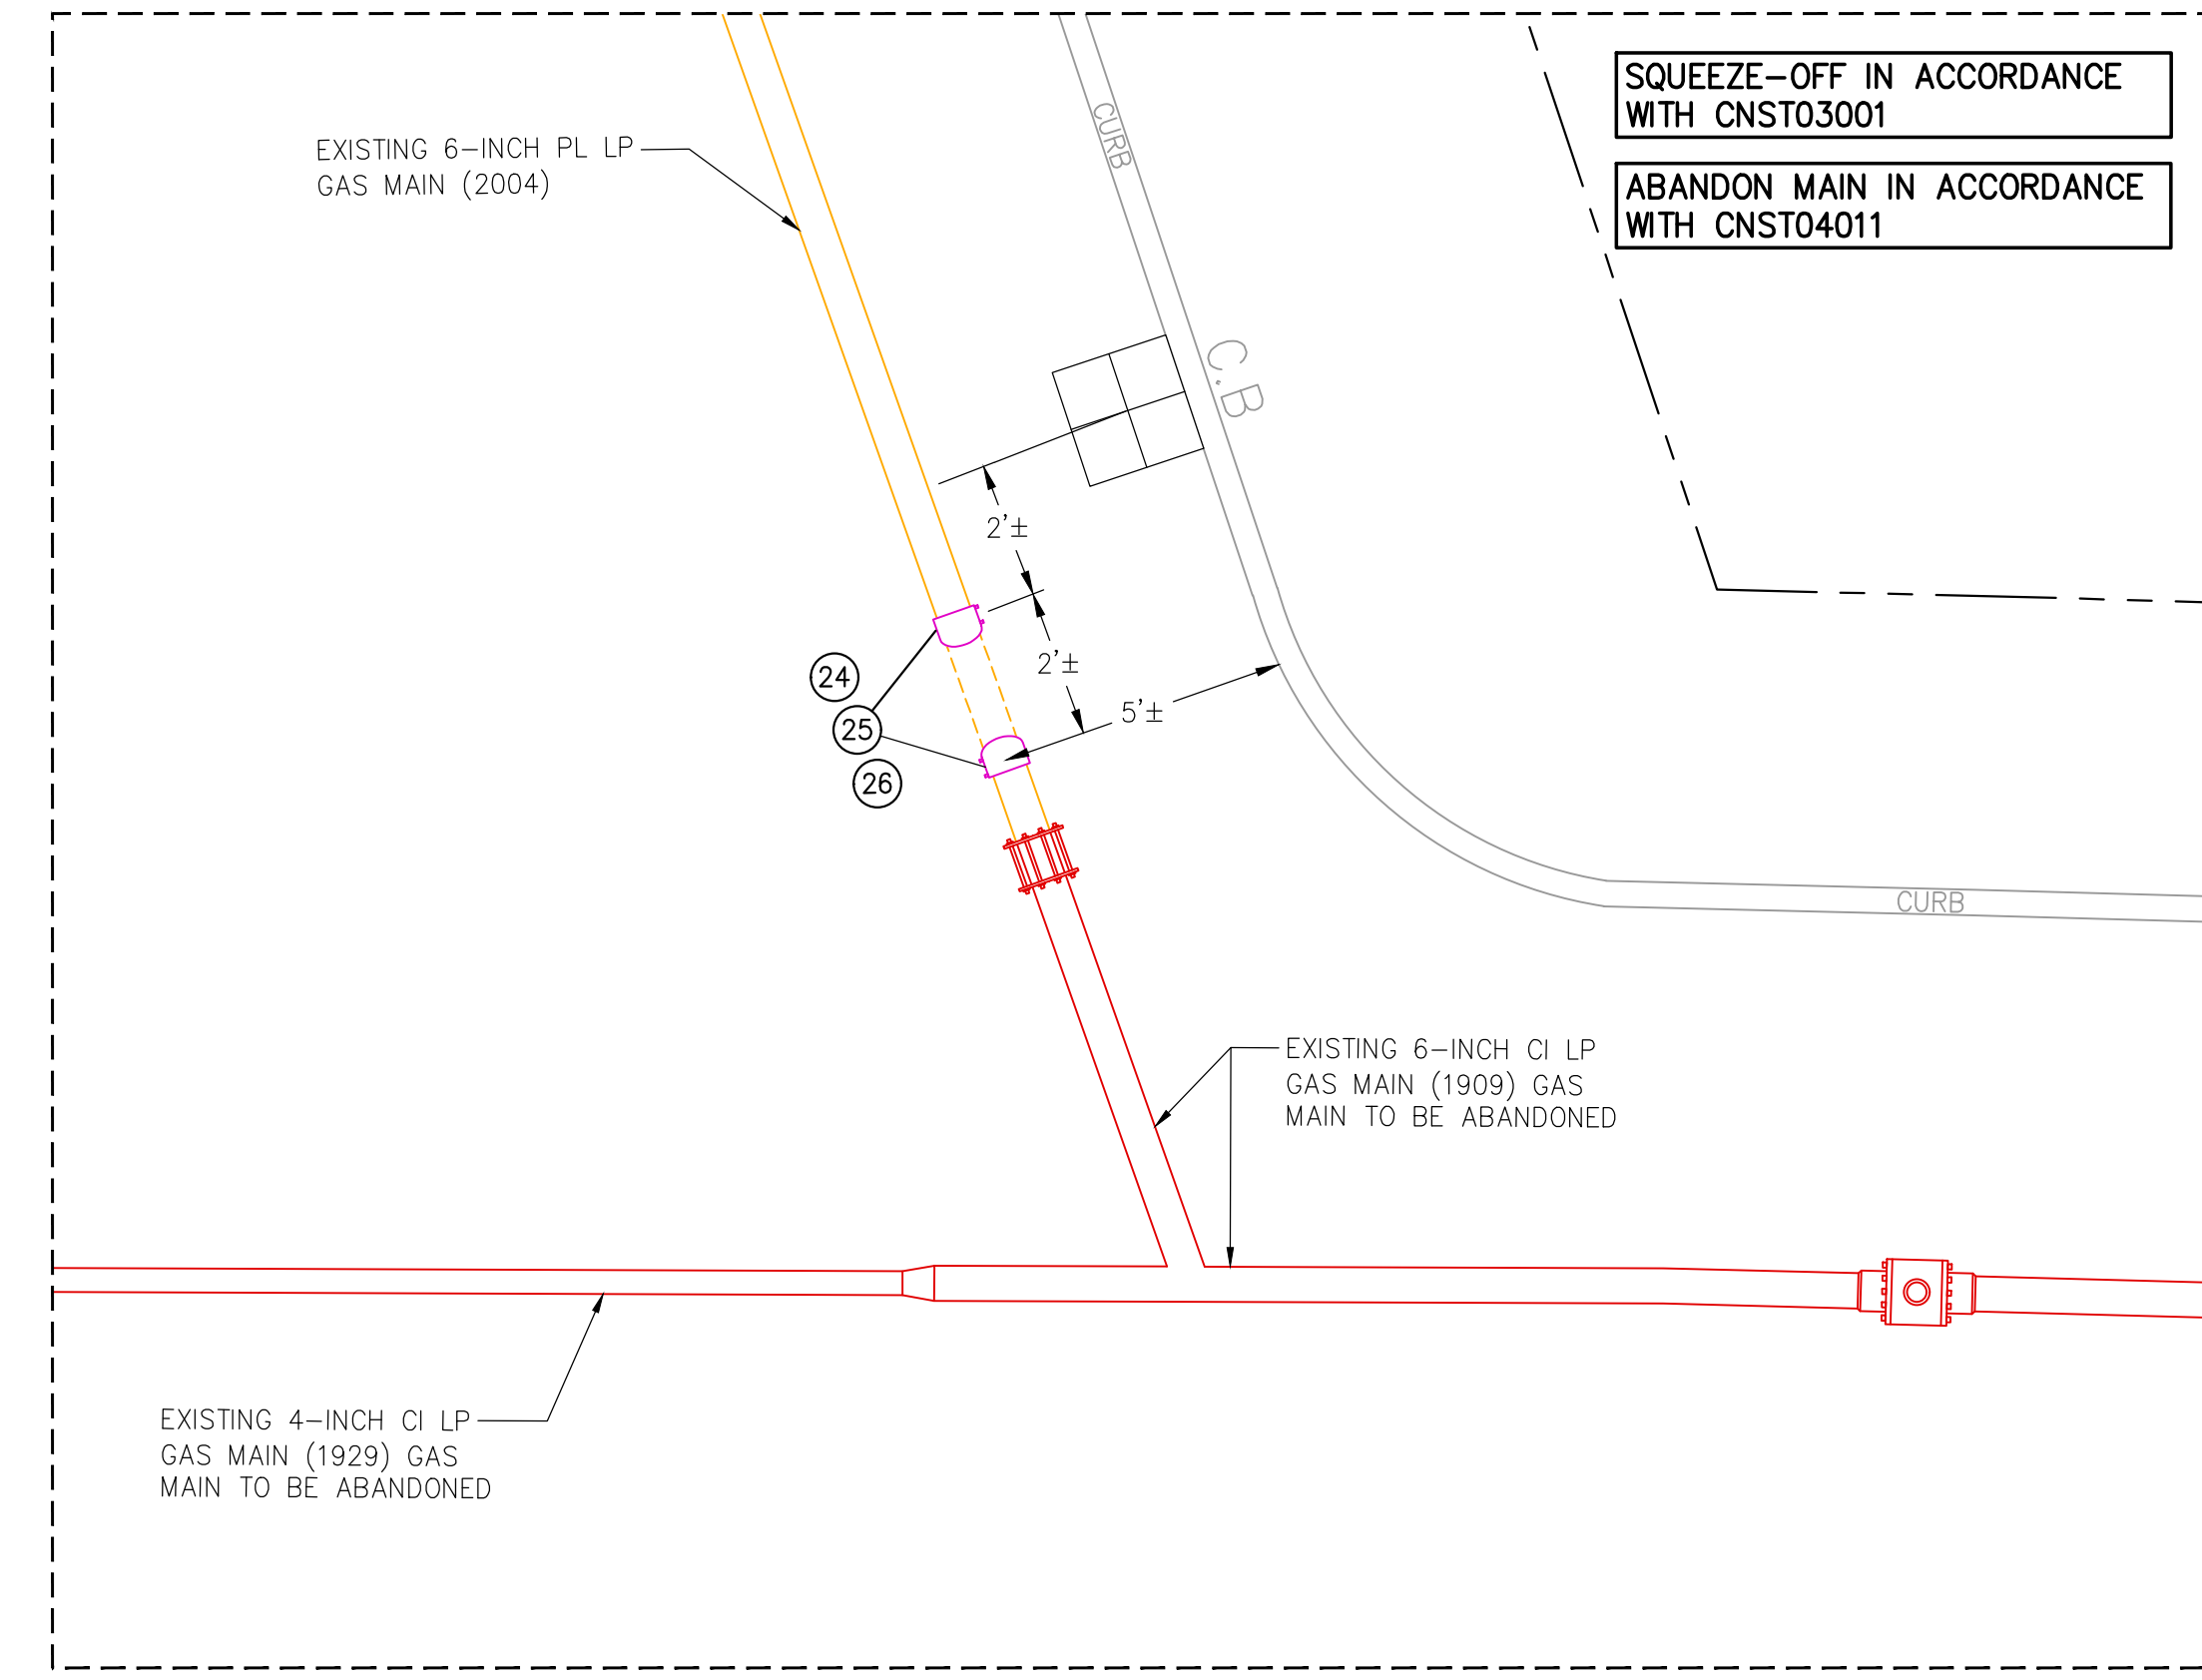 SQUEEZE-OFF IN ACCORDANCE
WITH CNST03001
ABANDON MAIN IN ACCORDANCE
WITH CNST04011
EXISTING 6-INCH PL LP
GAS MAIN (2004)
CURB
C.B
2'±
2'±
5'±
24
25
26
CURB
EXISTING 6-INCH CI LP
GAS MAIN (1909) GAS
MAIN TO BE ABANDONED
EXISTING 4-INCH CI LP
GAS MAIN (1929) GAS
MAIN TO BE ABANDONED